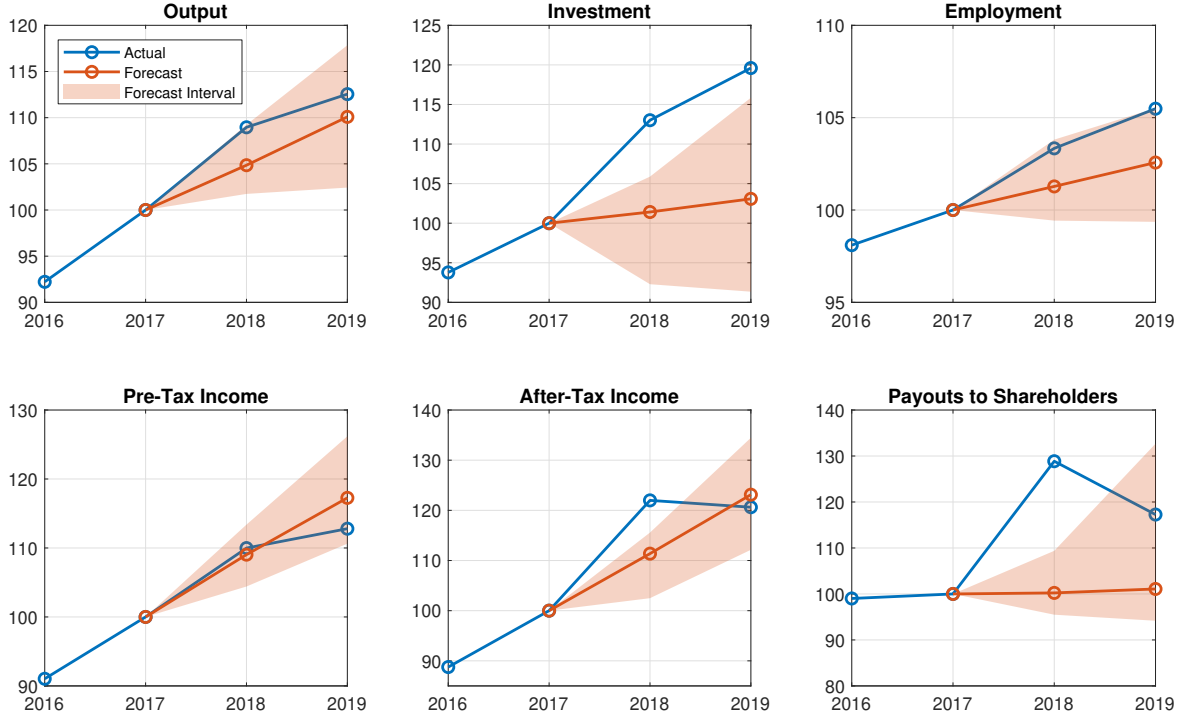 Output
120
115
110
105
100
95
90
2016 2017 2018 2019
Actual
Forecast
Forecast Interval
Investment
125
120
115
110
105
100
95
90
2016 2017 2018 2019
Employment
110
105
100
95
2016 2017 2018 2019
Pre-Tax Income
130
120
110
100
90
2016 2017 2018 2019
After-Tax Income
140
130
120
110
100
90
2016 2017 2018 2019
Payouts to Shareholders
140
130
120
110
100
90
80
2016 2017 2018 2019